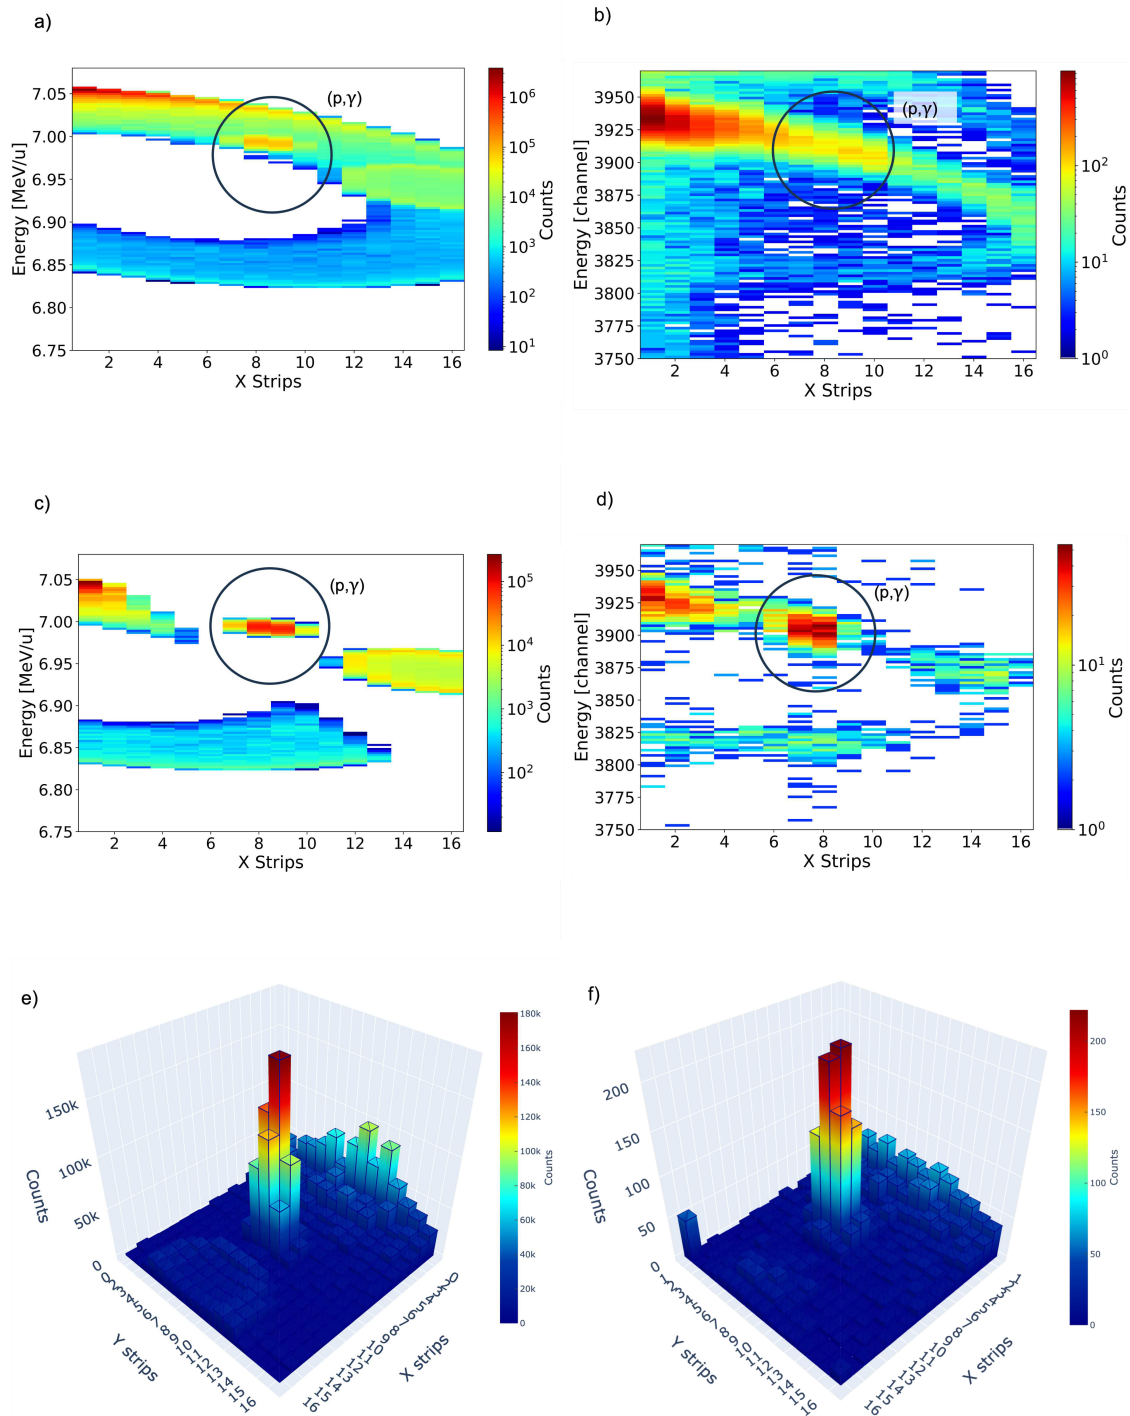 a)
7.05
7.00
6.95
6.90
6.85
6.80
6.75
Energy [MeV/u]
2 4 6 8 10 12 14 16
X Strips
(p,γ)
10⁶
10⁵
10⁴
10³
10²
10¹
Counts
b)
3950
3925
3900
3875
3850
3825
3800
3775
3750
Energy [channel]
2 4 6 8 10 12 14 16
X Strips
(p,γ)
10²
10¹
10⁰
Counts
c)
7.05
7.00
6.95
6.90
6.85
6.80
6.75
Energy [MeV/u]
2 4 6 8 10 12 14 16
X Strips
(p,γ)
10⁵
10⁴
10³
10²
Counts
d)
3950
3925
3900
3875
3850
3825
3800
3775
3750
Energy [channel]
2 4 6 8 10 12 14 16
X Strips
(p,γ)
10¹
10⁰
Counts
e)
150k
100k
50k
0
Counts
Y strips
X strips
180k
160k
140k
120k
100k
80k
60k
40k
20k
0
Counts
f)
200
150
100
50
0
Counts
Y strips
X strips
200
150
100
50
0
Counts